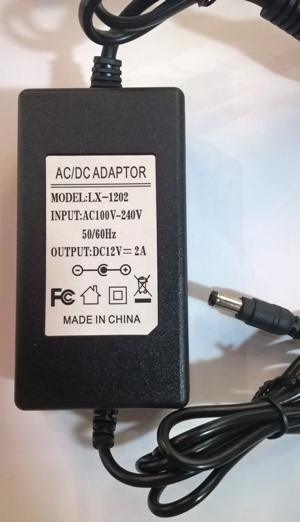 AC/DC ADAPTOR
MODEL:LX-1202
INPUT:AC100V-240V
50/60Hz
OUTPUT:DC12V⎓2A
- +
FC
MADE IN CHINA